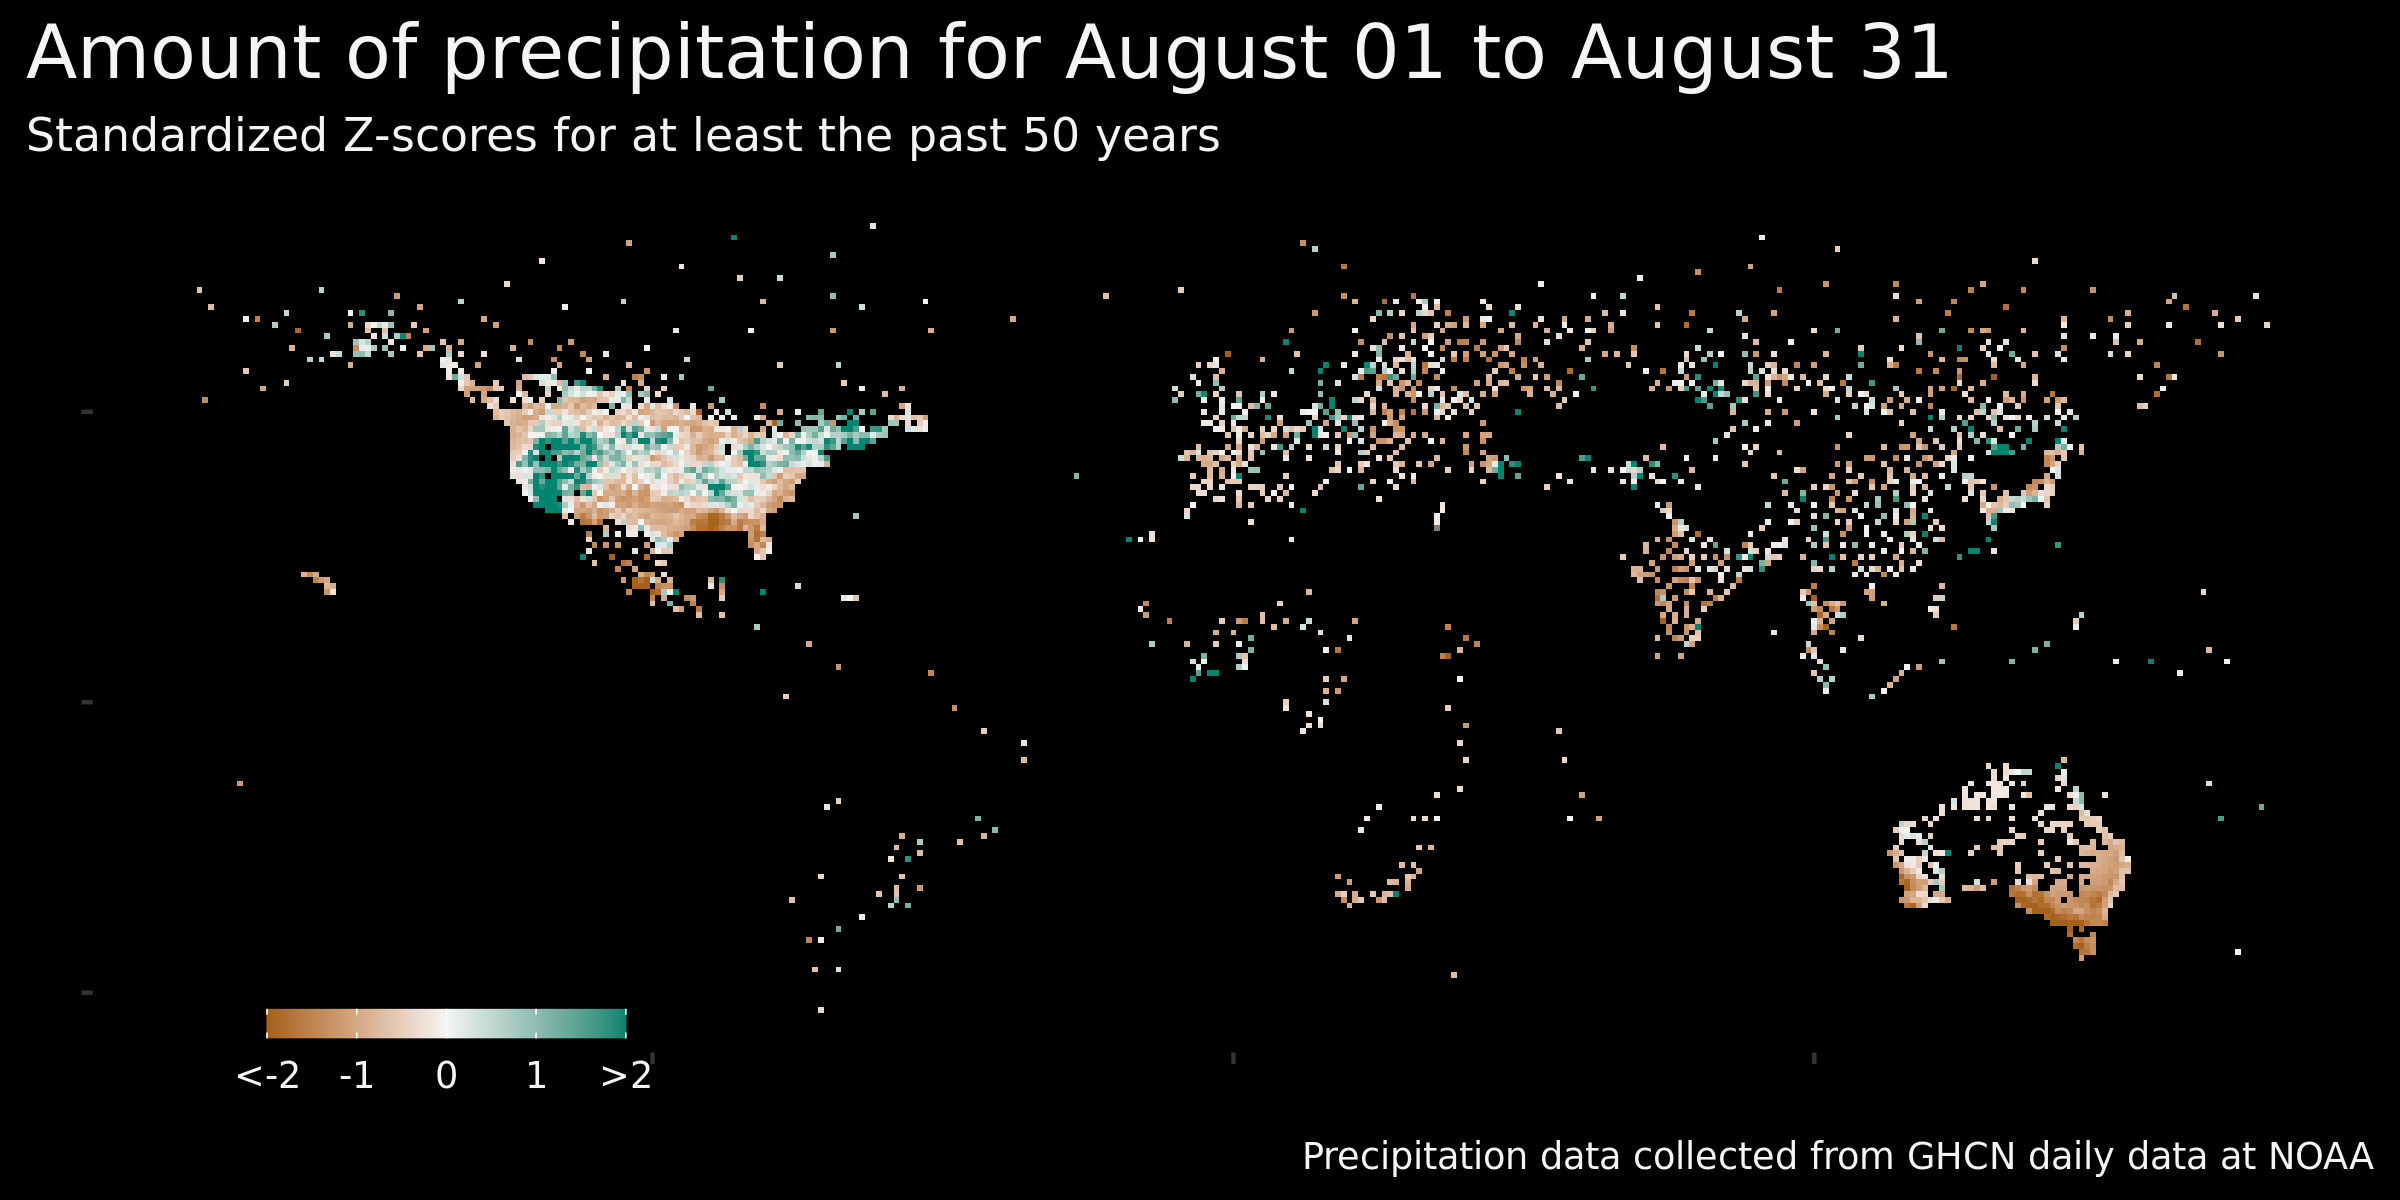 Amount of precipitation for August 01 to August 31
Standardized Z-scores for at least the past 50 years
<-2 -1 0 1 >2
Precipitation data collected from GHCN daily data at NOAA